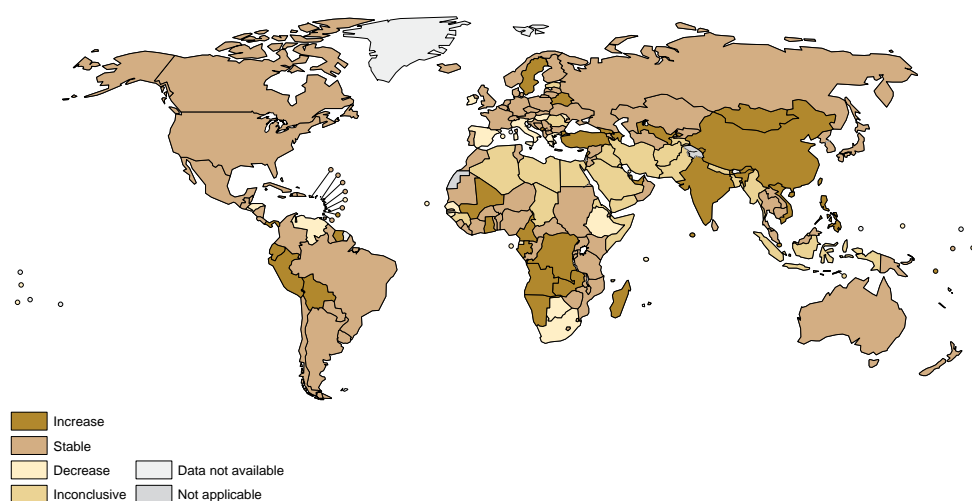 Increase
Stable
Decrease
Data not available
Inconclusive
Not applicable